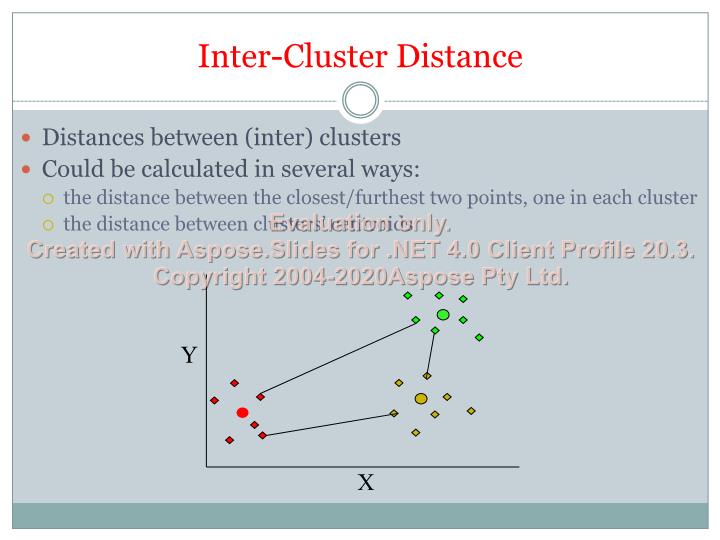 Inter-Cluster Distance
Distances between (inter) clusters
Could be calculated in several ways:
the distance between the closest/furthest two points, one in each cluster
the distance between clusters'
Evaluation only.
Created with Aspose.Slides for .NET 4.0 Client Profile 20.3.
Copyright 2004-2020Aspose Pty Ltd.
Y
X